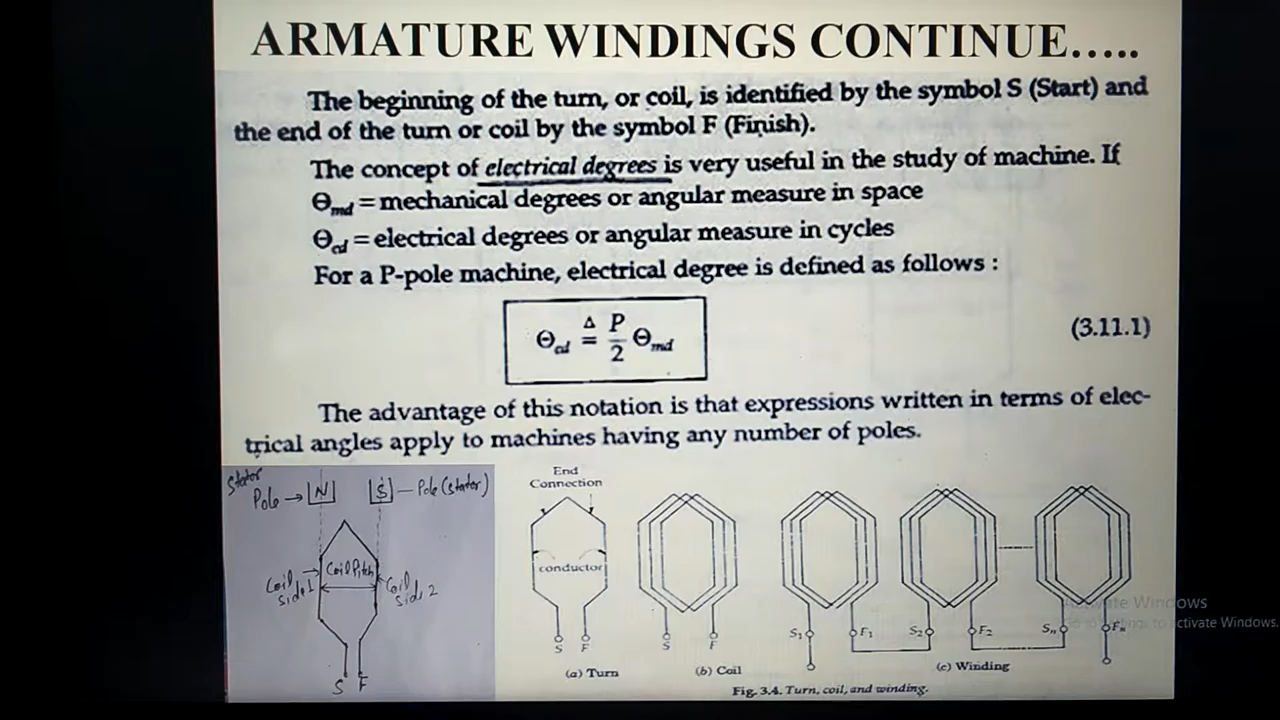 ARMATURE WINDINGS CONTINUE.....
The beginning of the turn, or coil, is identified by the symbol S (Start) and
the end of the turn or coil by the symbol F (Finish).
The concept of electrical degrees is very useful in the study of machine. If
Θmd = mechanical degrees or angular measure in space
Θed = electrical degrees or angular measure in cycles
For a P-pole machine, electrical degree is defined as follows :
Θed ≜ P/2 Θmd (3.11.1)
The advantage of this notation is that expressions written in terms of elec-
trical angles apply to machines having any number of poles.
Stator
Pole → N S — Pole (stator)
Coil Pitch
Coil
Side 1
Coil
Side 2
S F
End
Connection
conductor
S F
(a) Turn
S F
(b) Coil
S1 F1 S2 F2 Sn Fn
(c) Winding
Fig. 3.4. Turn, coil, and winding.
Activate Windows
to activate Windows.